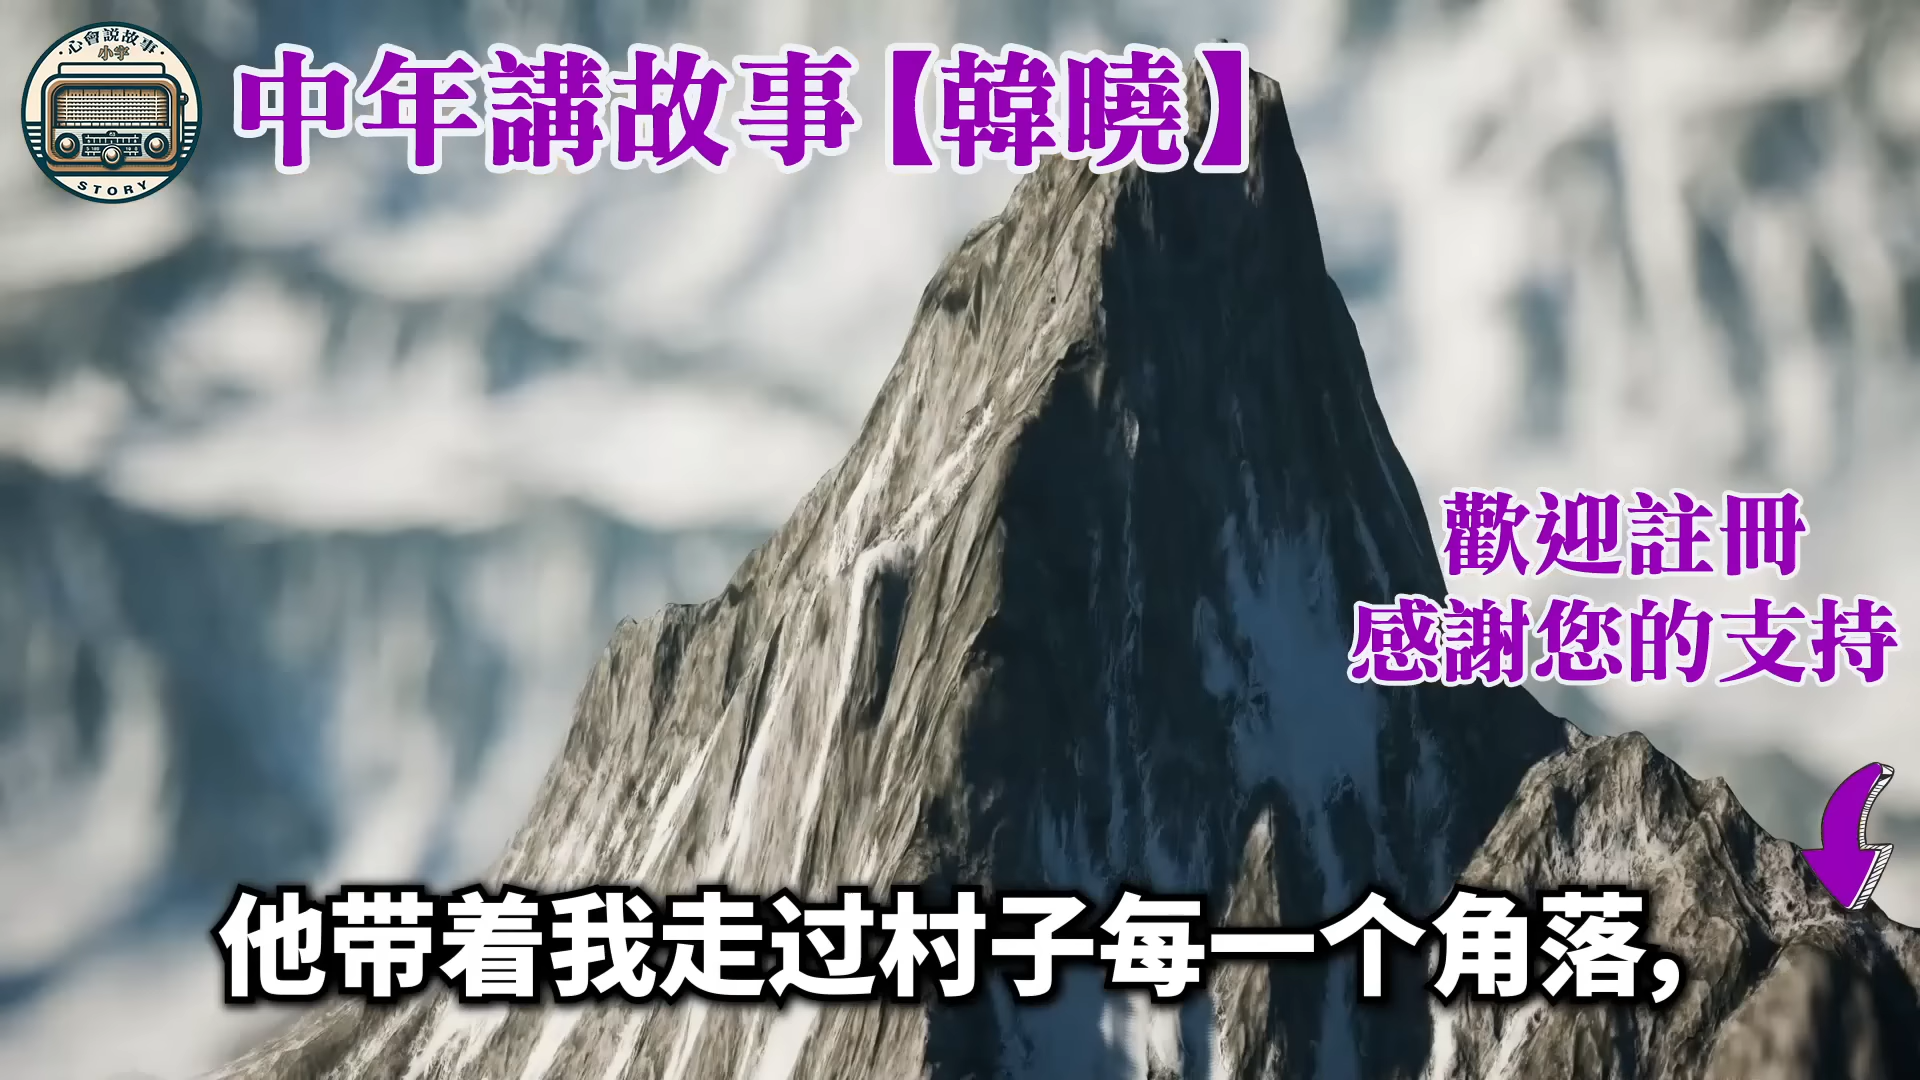 ·心會説故事·
小宇
STORY
中年講故事【韓曉】
歡迎註冊
感謝您的支持
他带着我走过村子每一个角落,